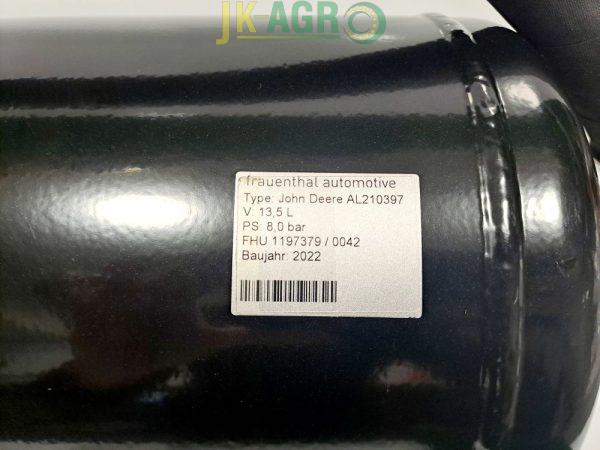 JK-AGRO
frauenthal automotive
Type: John Deere AL210397
V: 13,5 L
PS: 8,0 bar
FHU 1197379 / 0042
Baujahr: 2022